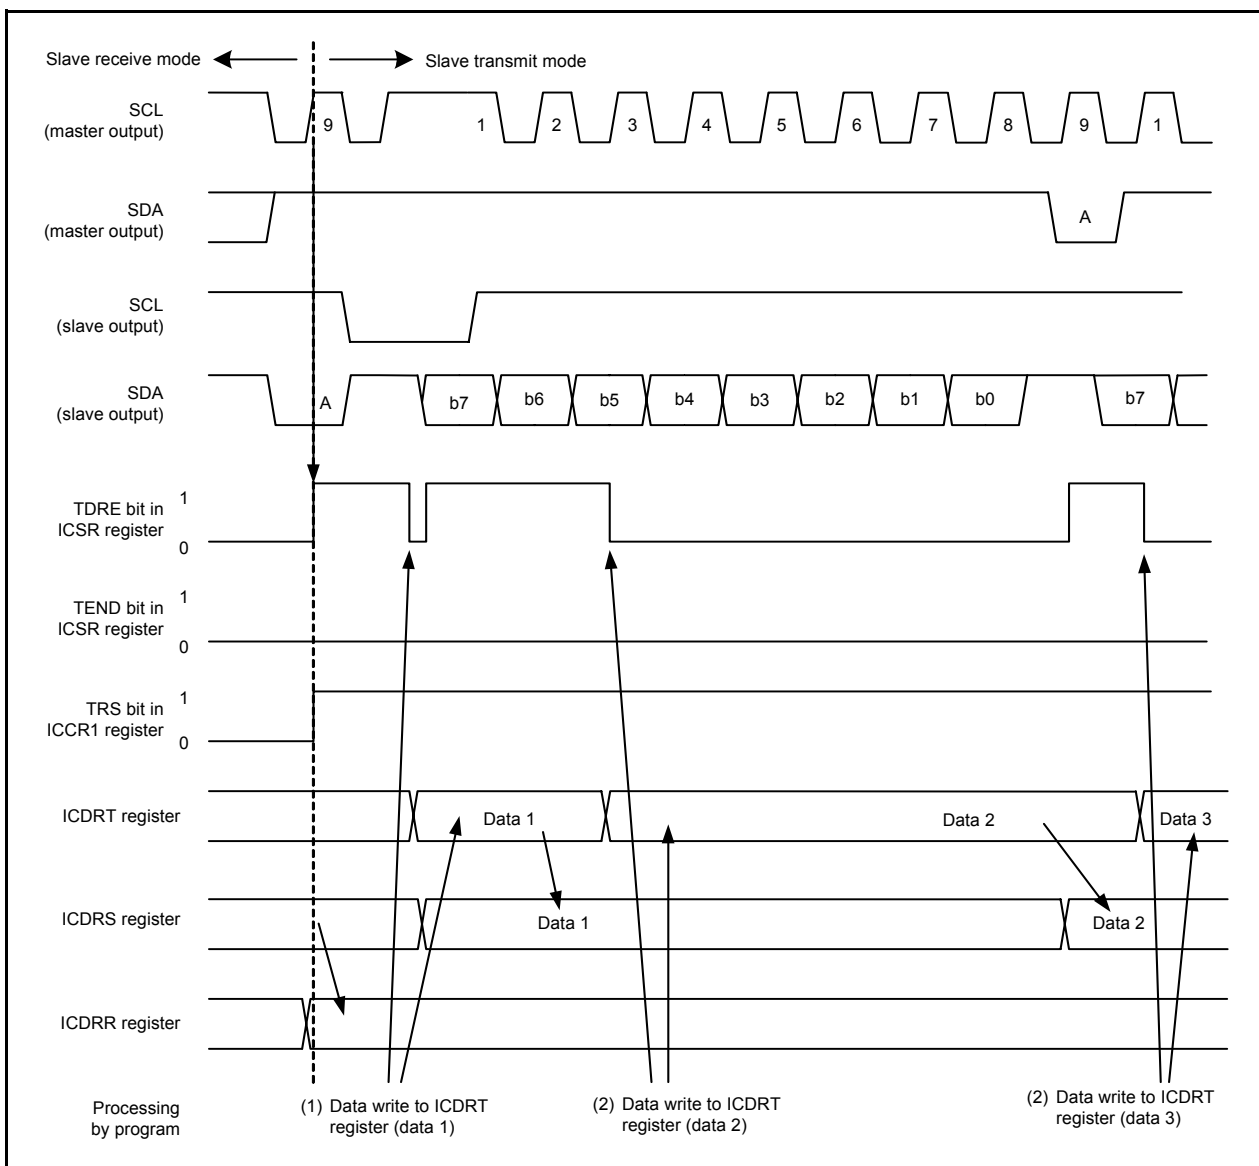 Slave receive mode
Slave transmit mode
SCL
(master output)
9 1 2 3 4 5 6 7 8 9 1
SDA
(master output)
A
SCL
(slave output)
SDA
(slave output)
A b7 b6 b5 b4 b3 b2 b1 b0 b7
TDRE bit in
ICSR register
1
0
TEND bit in
ICSR register
1
0
TRS bit in
ICCR1 register
1
0
ICDRT register
Data 1 Data 2 Data 3
ICDRS register
Data 1 Data 2
ICDRR register
Processing
by program
(1) Data write to ICDRT
register (data 1)
(2) Data write to ICDRT
register (data 2)
(2) Data write to ICDRT
register (data 3)